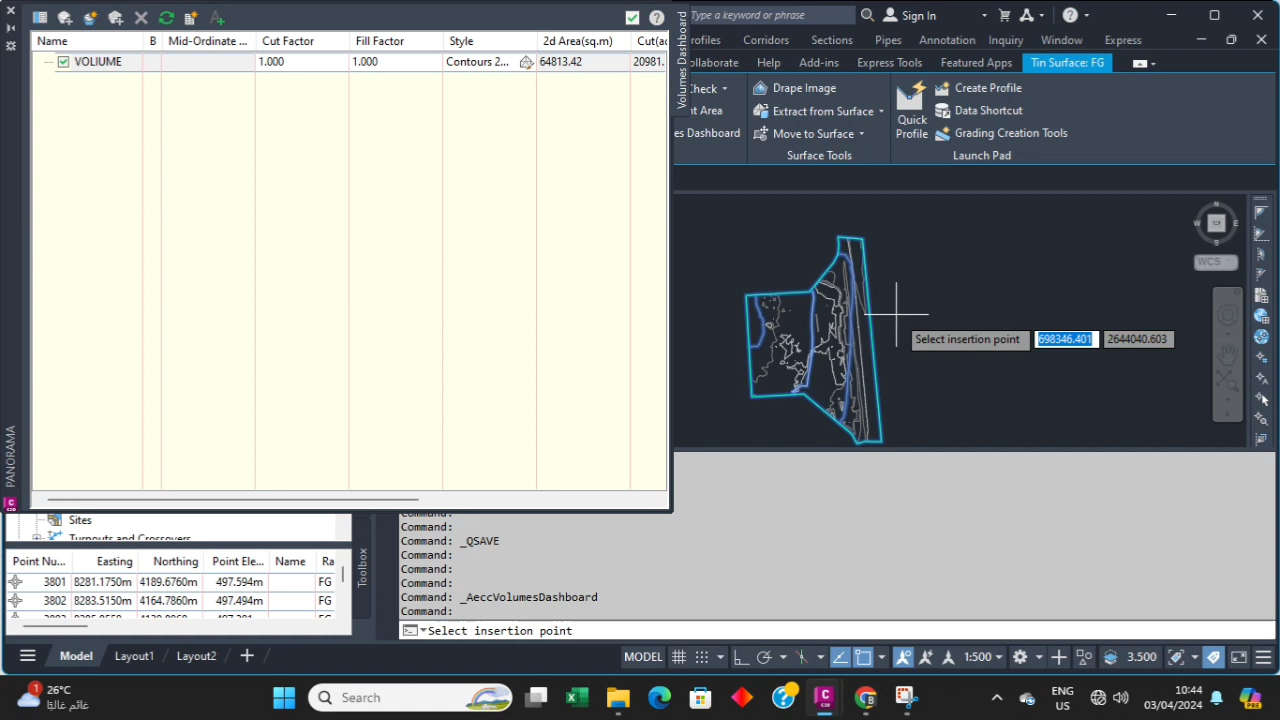 Type a keyword or phrase
Sign In
rofiles Corridors Sections Pipes Annotation Inquiry Window Express
ollaborate Help Add-ins Express Tools Featured Apps Tin Surface: FG
Check Drape Image Create Profile
nt Area Extract from Surface Data Shortcut
es Dashboard Move to Surface Quick Profile Grading Creation Tools
Surface Tools Launch Pad
Volumes Dashboard
Name B Mid-Ordinate ... Cut Factor Fill Factor Style 2d Area(sq.m) Cut(ac
VOLIUME 1.000 1.000 Contours 2... 64813.42 20981.
PANORAMA
N
W E
S
WCS
Select insertion point 698346.401 2644040.603
Sites
Turnouts and Crossovers
Toolbox
Point Nu... Easting Northing Point Ele... Name Ra
3801 8281.1750m 4189.6760m 497.594m FG
3802 8283.5150m 4164.7860m 497.494m FG
Command:
Command:
Command: _QSAVE
Command:
Command:
Command:
Command: _AeccVolumesDashboard
Command:
Select insertion point
Model Layout1 Layout2
MODEL 1:500 3.500
1
26°C
غائم غالبًا
Search
ENG
US
10:44
03/04/2024
PRE